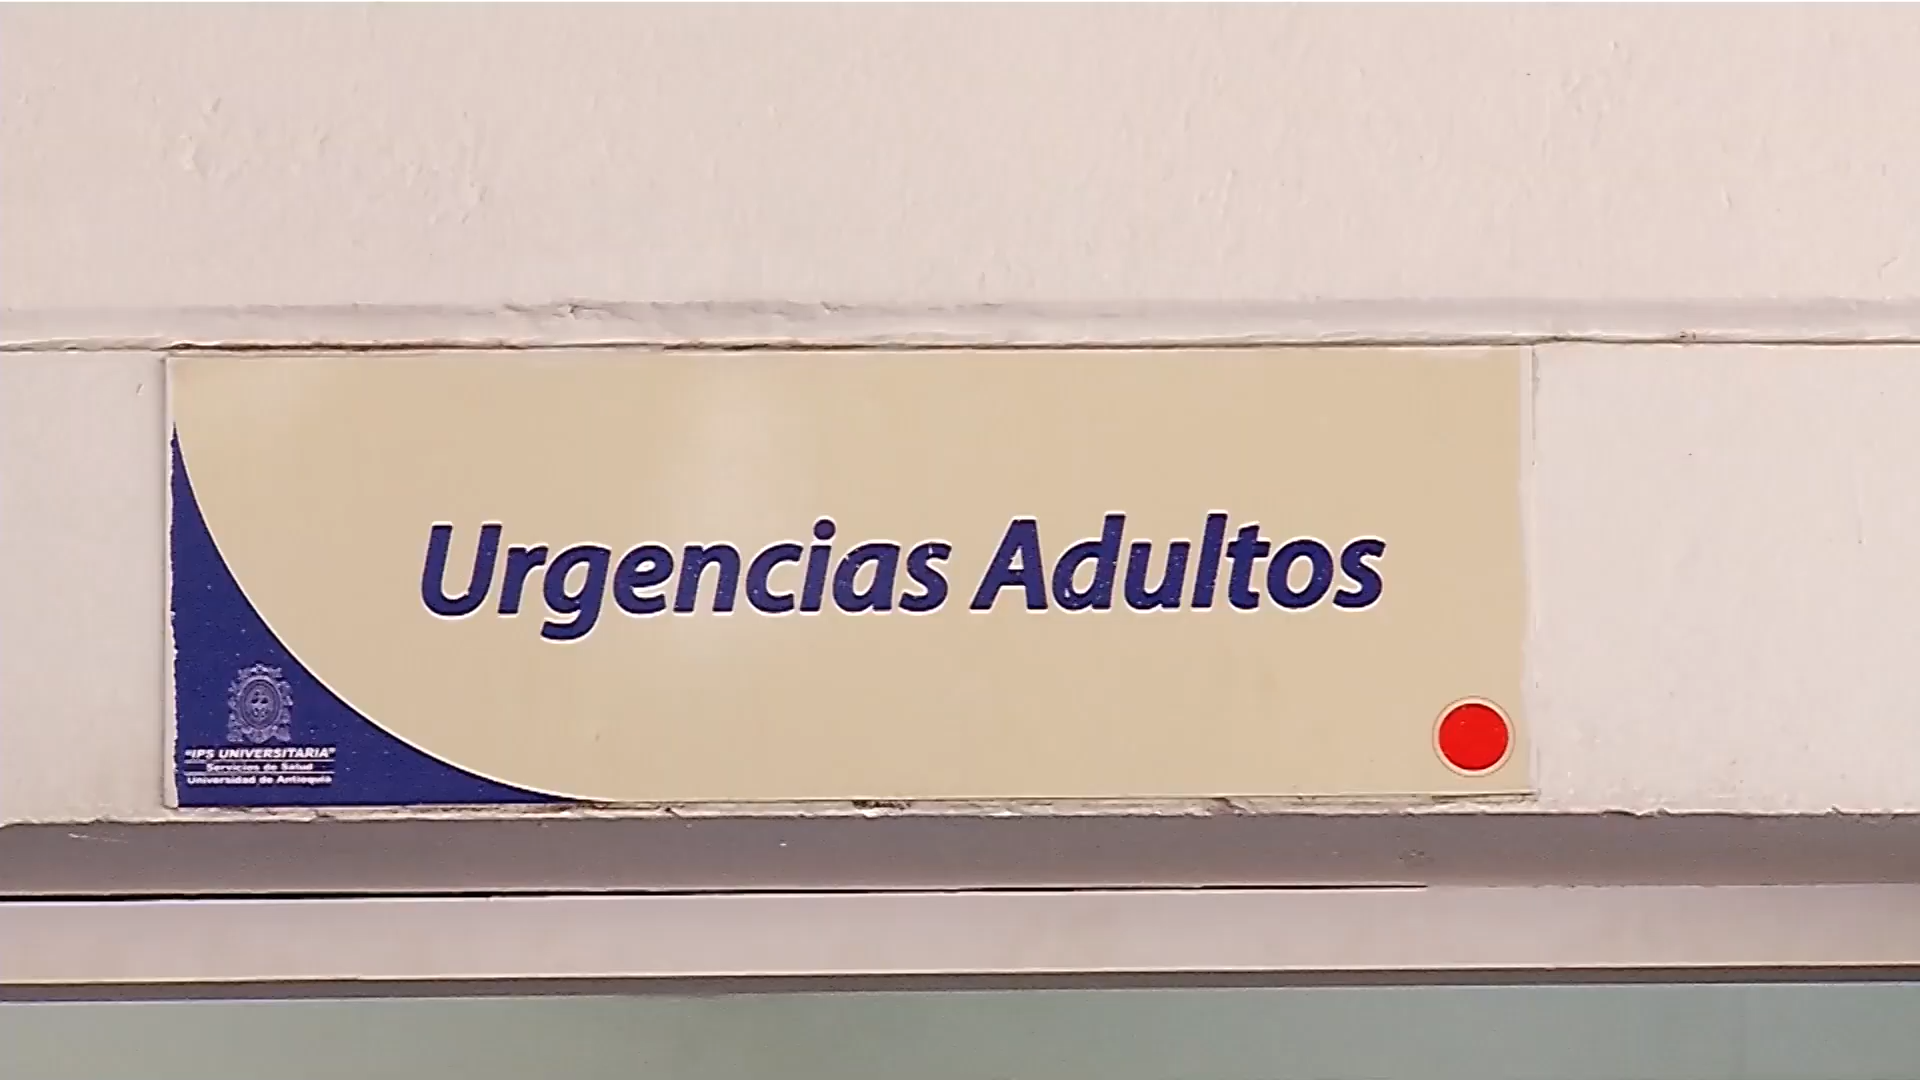 Urgencias Adultos
"IPS UNIVERSITARIA"
Servicios de Salud
Universidad de Antioquia